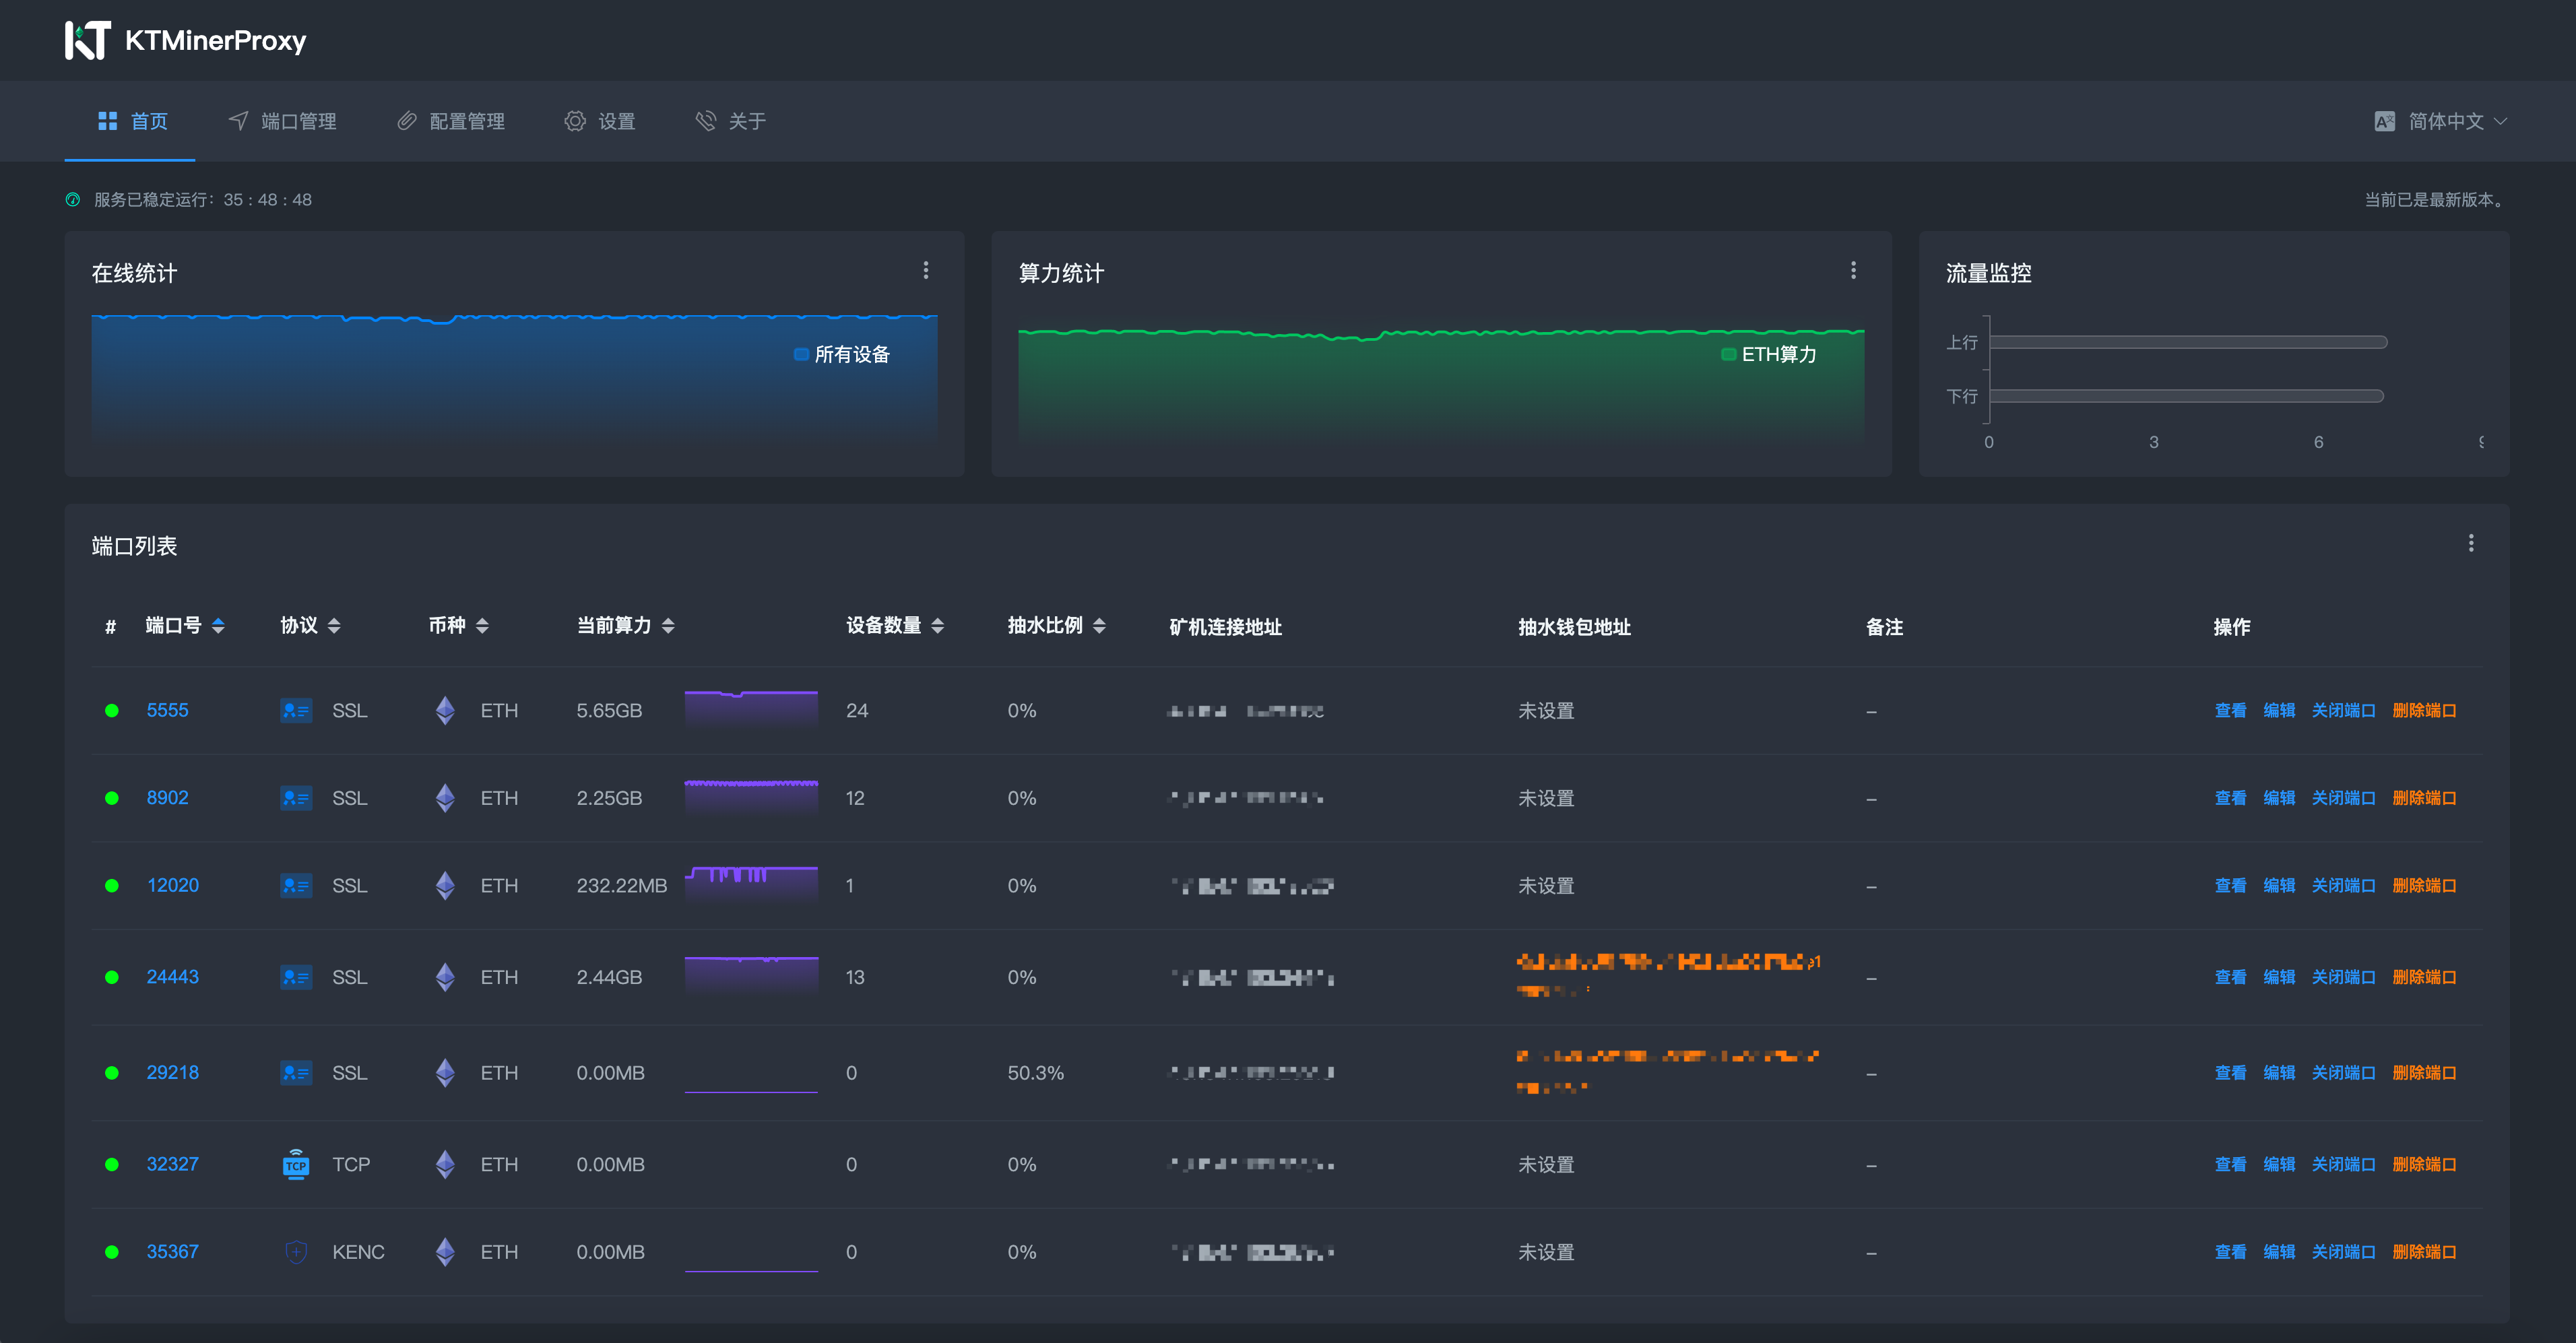 KTMinerProxy
首页 端口管理 配置管理 设置 关于 简体中文
服务已稳定运行：35 : 48 : 48 当前已是最新版本。
在线统计 算力统计 流量监控
所有设备
ETH算力
上行
下行
0 3 6
端口列表
# 端口号 协议 币种 当前算力 设备数量 抽水比例 矿机连接地址 抽水钱包地址 备注 操作
5555 SSL ETH 5.65GB 24 0% 未设置 – 查看 编辑 关闭端口 删除端口
8902 SSL ETH 2.25GB 12 0% 未设置 – 查看 编辑 关闭端口 删除端口
12020 SSL ETH 232.22MB 1 0% 未设置 – 查看 编辑 关闭端口 删除端口
24443 SSL ETH 2.44GB 13 0% – 查看 编辑 关闭端口 删除端口
29218 SSL ETH 0.00MB 0 50.3% – 查看 编辑 关闭端口 删除端口
32327 TCP TCP ETH 0.00MB 0 0% 未设置 – 查看 编辑 关闭端口 删除端口
35367 KENC ETH 0.00MB 0 0% 未设置 – 查看 编辑 关闭端口 删除端口